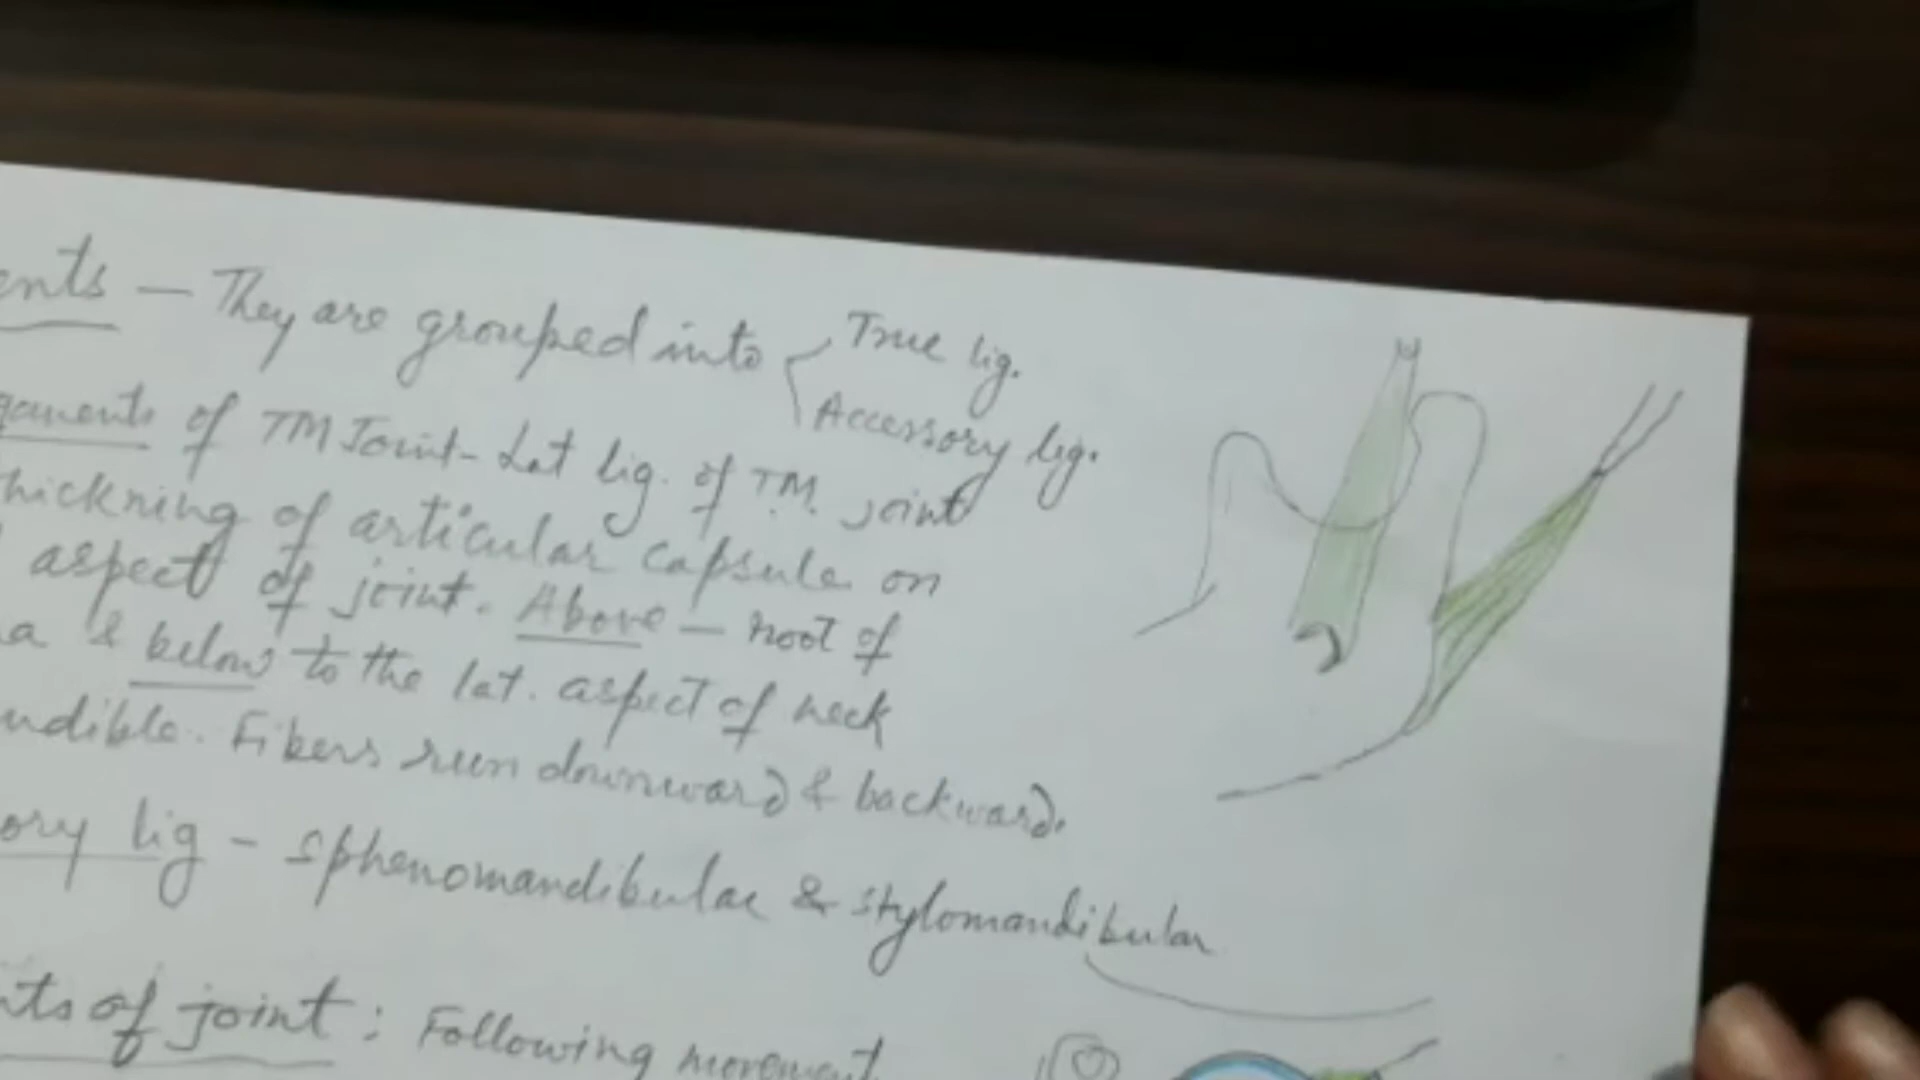 ents — They are grouped into
True lig.
Accessory lig.
gaments of TM Joint - Lat lig. of T.M. joint
hickning of articular capsule on
aspect of joint. Above — root of
a & below to the lat. aspect of neck
ndible. Fibers run downward & backward.
ory lig - sphenomandibular & stylomandibular
nts of joint : Following movement